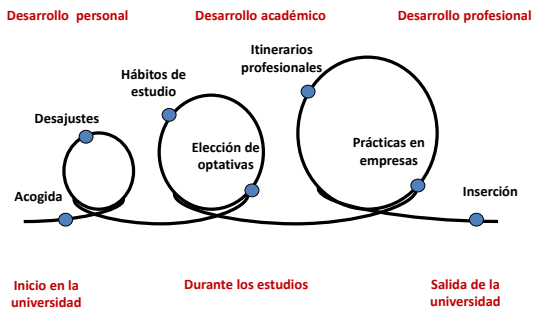 Desarrollo personal
Desarrollo académico
Desarrollo profesional
Itinerarios
profesionales
Hábitos de
estudio
Desajustes
Elección de
optativas
Prácticas en
empresas
Acogida
Inserción
Inicio en la
universidad
Durante los estudios
Salida de la
universidad